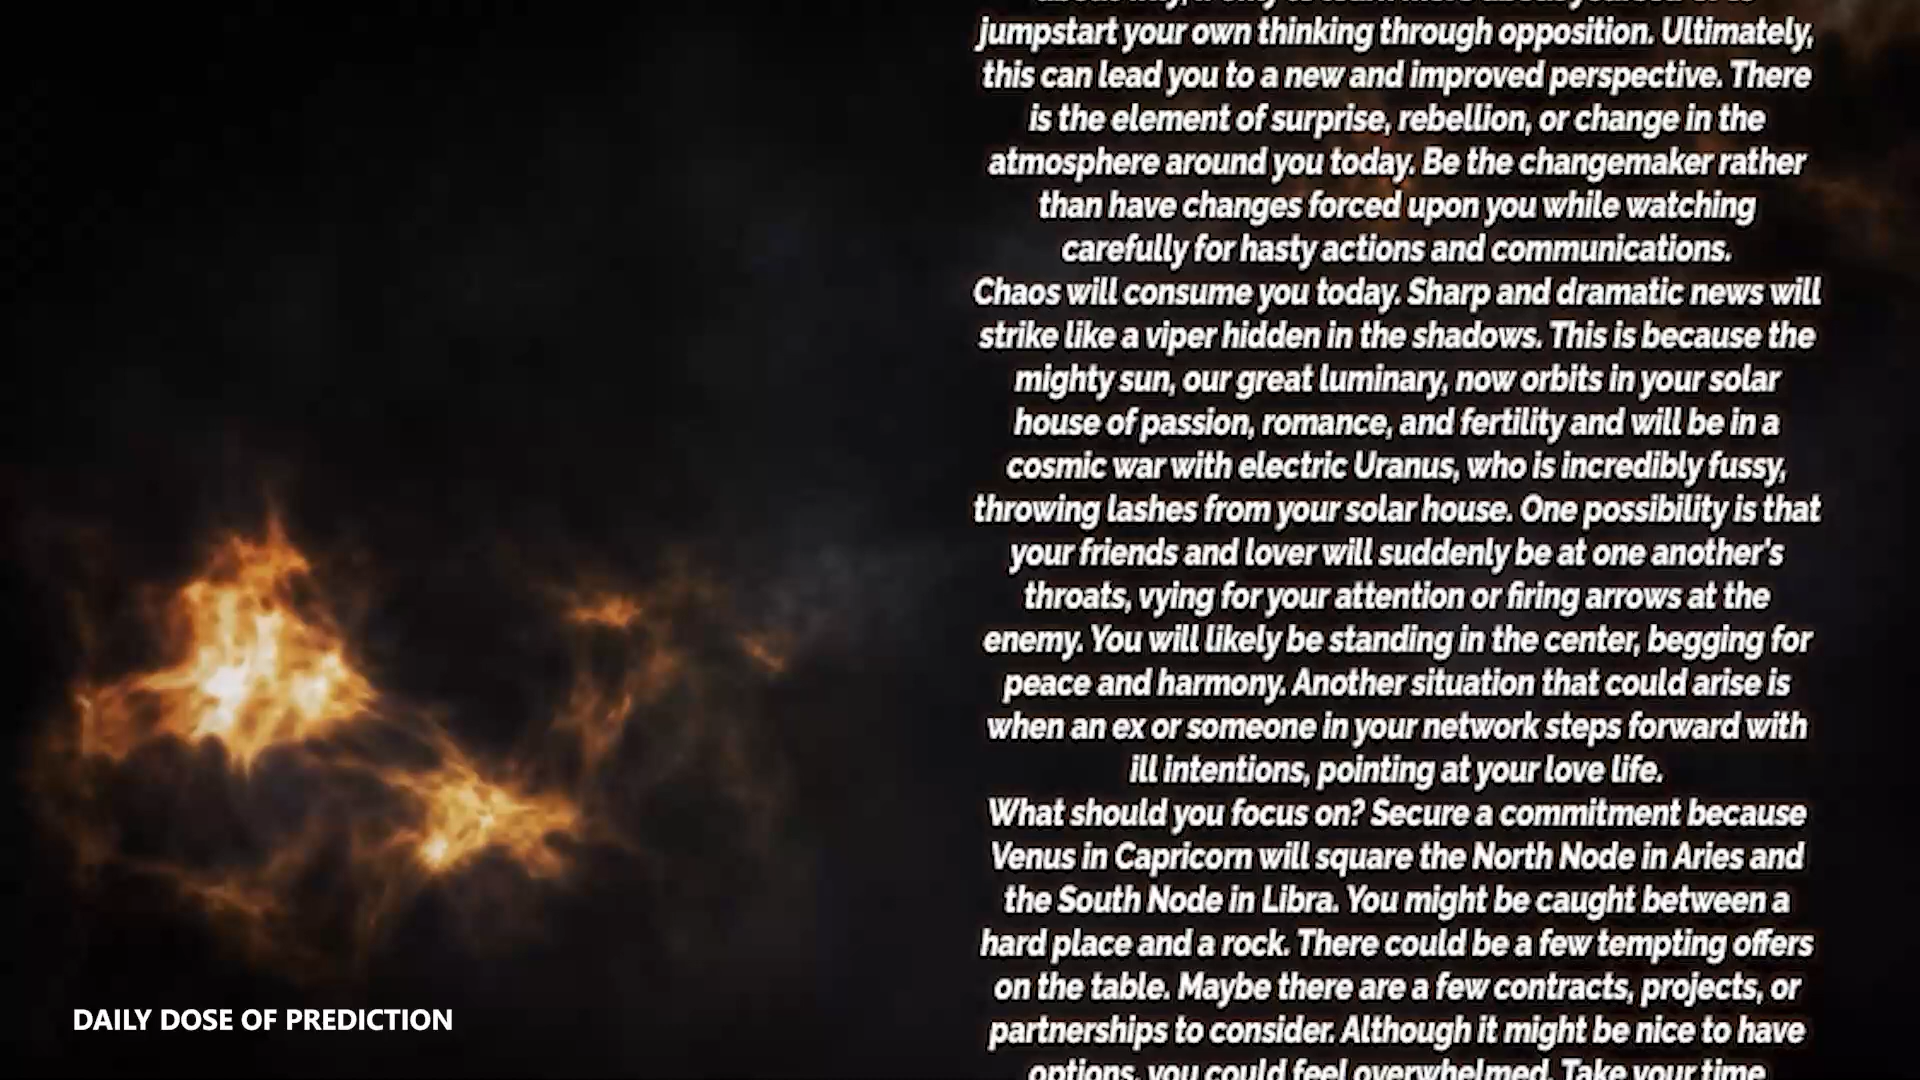 jumpstart your own thinking through opposition. Ultimately,
this can lead you to a new and improved perspective. There
is the element of surprise, rebellion, or change in the
atmosphere around you today. Be the changemaker rather
than have changes forced upon you while watching
carefully for hasty actions and communications.
Chaos will consume you today. Sharp and dramatic news will
strike like a viper hidden in the shadows. This is because the
mighty sun, our great luminary, now orbits in your solar
house of passion, romance, and fertility and will be in a
cosmic war with electric Uranus, who is incredibly fussy,
throwing lashes from your solar house. One possibility is that
your friends and lover will suddenly be at one another's
throats, vying for your attention or firing arrows at the
enemy. You will likely be standing in the center, begging for
peace and harmony. Another situation that could arise is
when an ex or someone in your network steps forward with
ill intentions, pointing at your love life.
What should you focus on? Secure a commitment because
Venus in Capricorn will square the North Node in Aries and
the South Node in Libra. You might be caught between a
hard place and a rock. There could be a few tempting offers
on the table. Maybe there are a few contracts, projects, or
partnerships to consider. Although it might be nice to have
options, you could feel overwhelmed. Take your time
DAILY DOSE OF PREDICTION